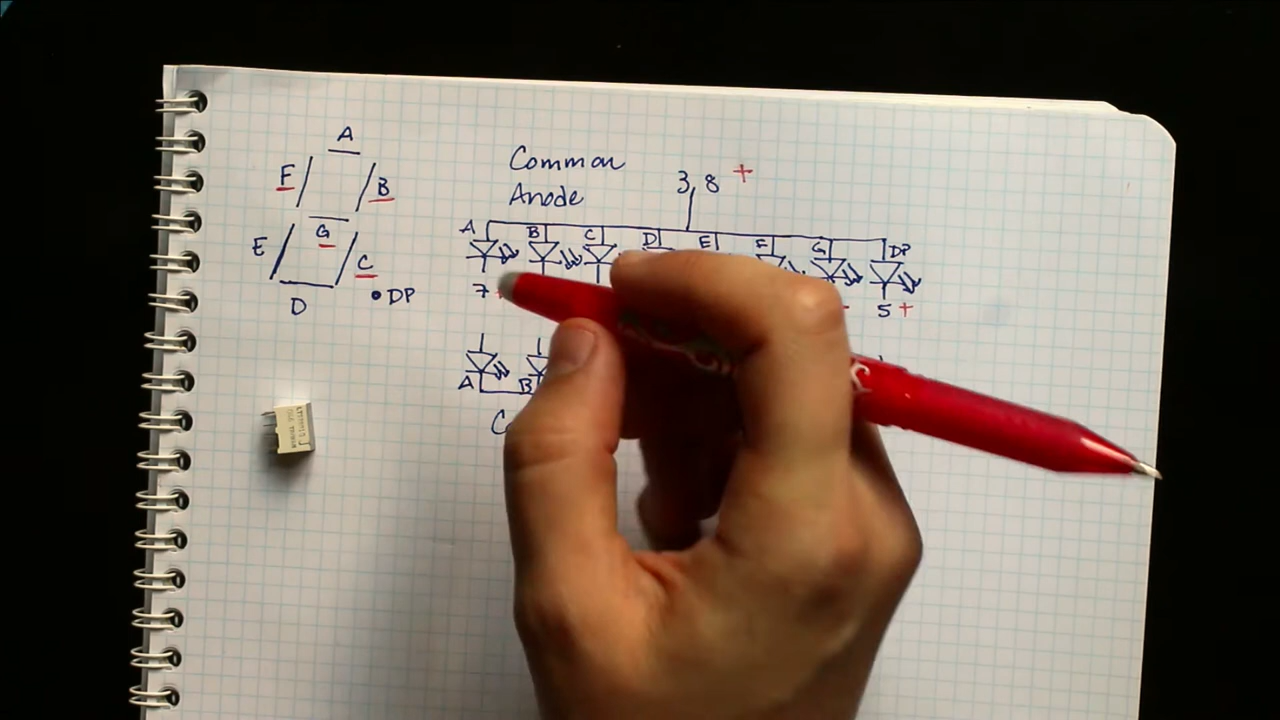 A
F
B
G
E
C
D
DP
Common
Anode
3,8 +
A B C D E F G DP
7 5 +
A B